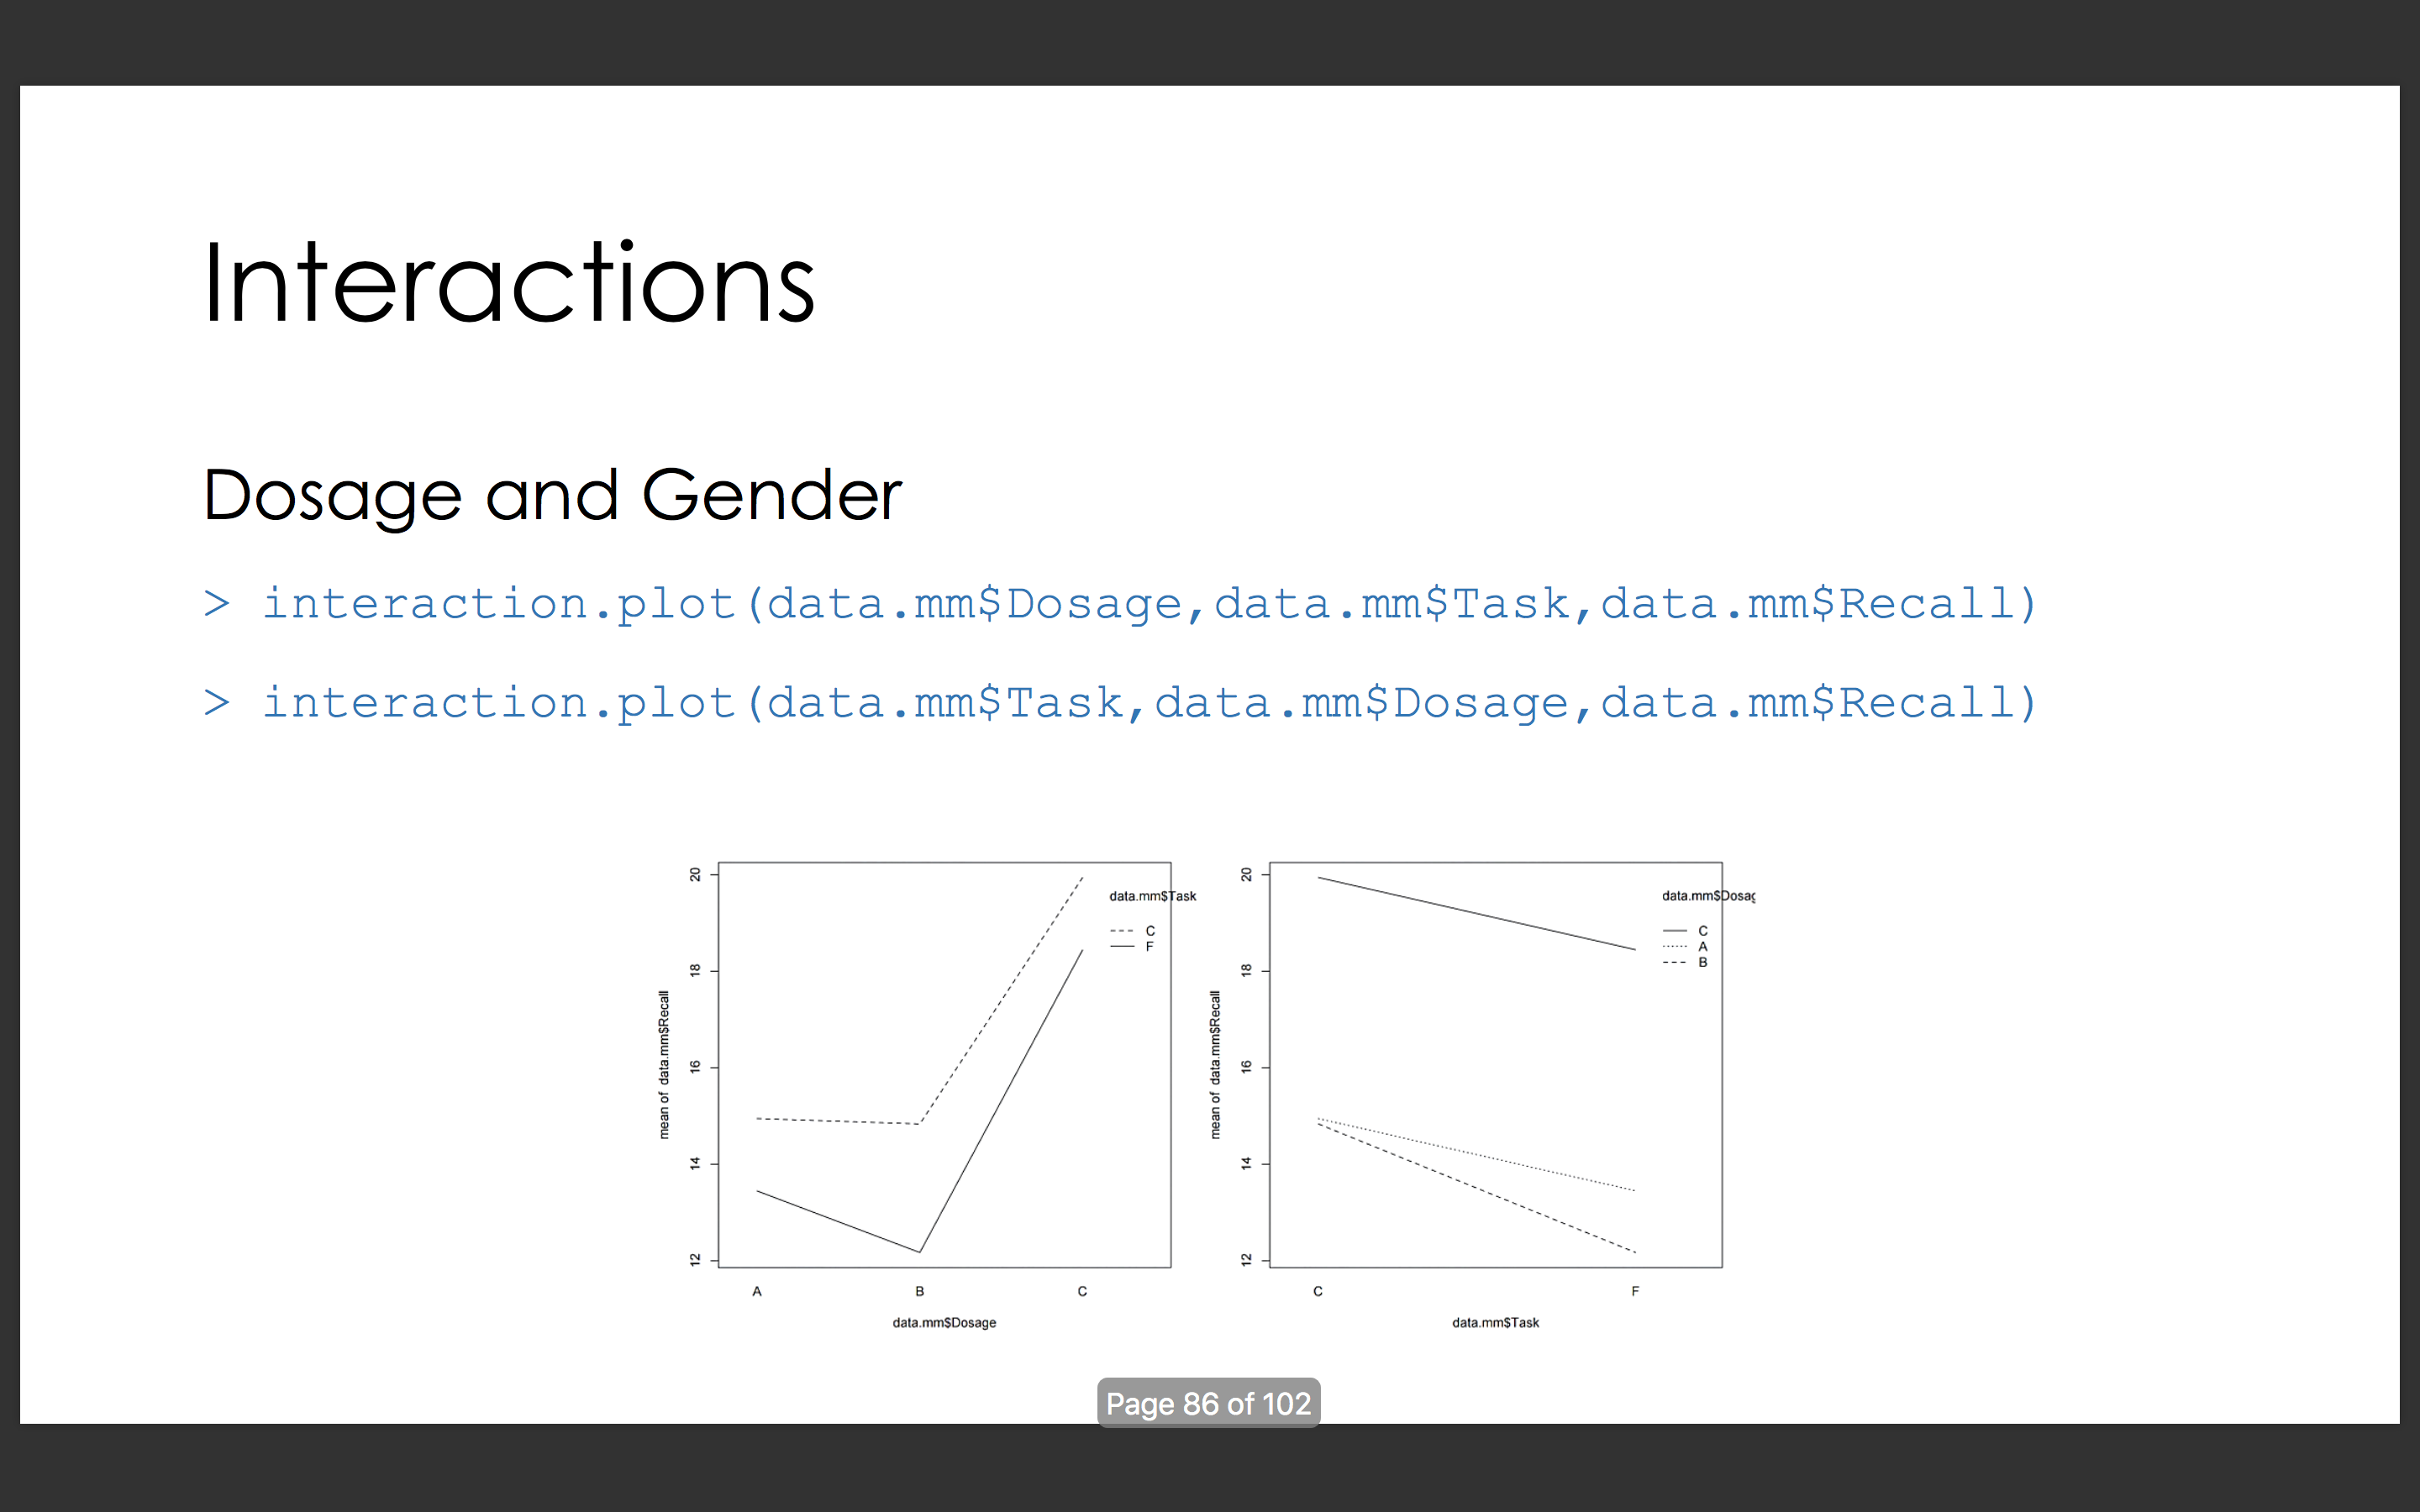 Interactions
Dosage and Gender
> interaction.plot(data.mm$Dosage,data.mm$Task,data.mm$Recall)
> interaction.plot(data.mm$Task,data.mm$Dosage,data.mm$Recall)
mean of data.mm$Recall
20
18
16
14
12
A B C
data.mm$Dosage
data.mm$Task
C
F
mean of data.mm$Recall
20
18
16
14
12
C F
data.mm$Task
data.mm$Dosag
C
A
B
Page 86 of 102